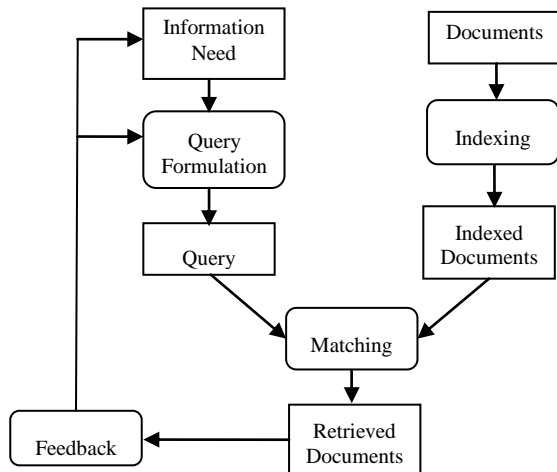 Information
Need
Documents
Query
Formulation
Indexing
Query
Indexed
Documents
Matching
Retrieved
Documents
Feedback